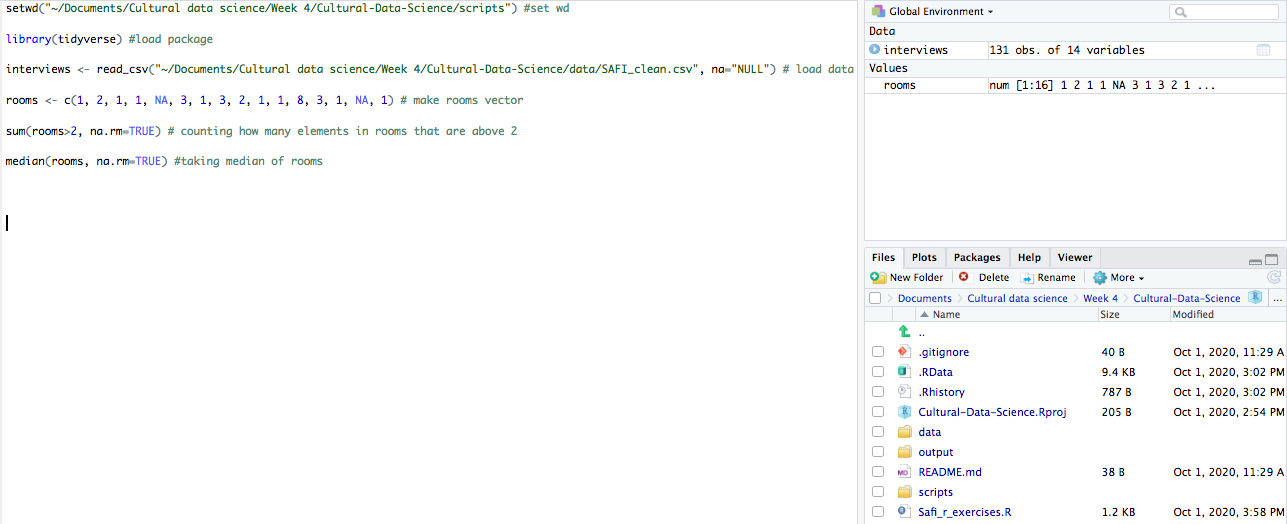 setwd("~/Documents/Cultural data science/Week 4/Cultural-Data-Science/scripts") #set wd
library(tidyverse) #load package
interviews <- read_csv("~/Documents/Cultural data science/Week 4/Cultural-Data-Science/data/SAFI_clean.csv", na="NULL") # load data
rooms <- c(1, 2, 1, 1, NA, 3, 1, 3, 2, 1, 1, 8, 3, 1, NA, 1) # make rooms vector
sum(rooms>2, na.rm=TRUE) # counting how many elements in rooms that are above 2
median(rooms, na.rm=TRUE) #taking median of rooms
Global Environment
Data
interviews 131 obs. of 14 variables
Values
rooms num [1:16] 1 2 1 1 NA 3 1 3 2 1 ...
Files Plots Packages Help Viewer
New Folder Delete Rename More
Documents Cultural data science Week 4 Cultural-Data-Science ...
Name Size Modified
..
.gitignore 40 B Oct 1, 2020, 11:29 A
.RData 9.4 KB Oct 1, 2020, 3:02 PM
.Rhistory 787 B Oct 1, 2020, 3:02 PM
Cultural-Data-Science.Rproj 205 B Oct 1, 2020, 2:54 PM
data
output
README.md 38 B Oct 1, 2020, 11:29 A
scripts
Safi_r_exercises.R 1.2 KB Oct 1, 2020, 3:58 PM